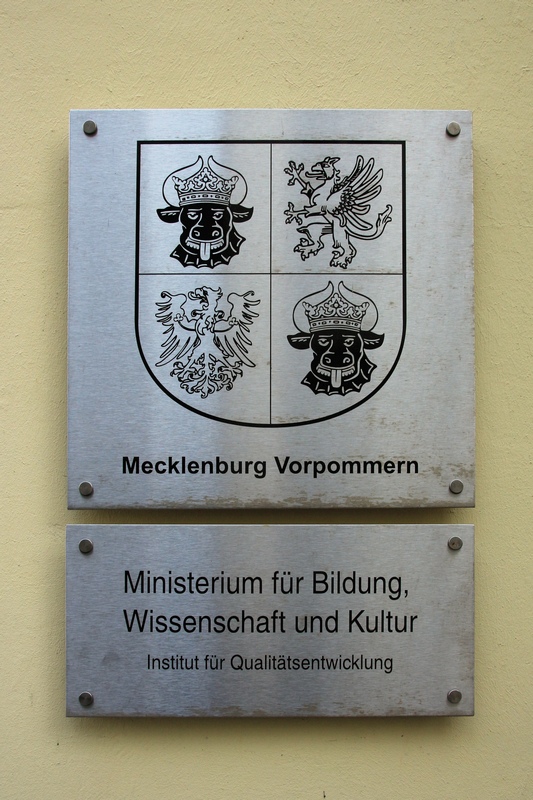 Mecklenburg Vorpommern
Ministerium für Bildung,
Wissenschaft und Kultur
Institut für Qualitätsentwicklung